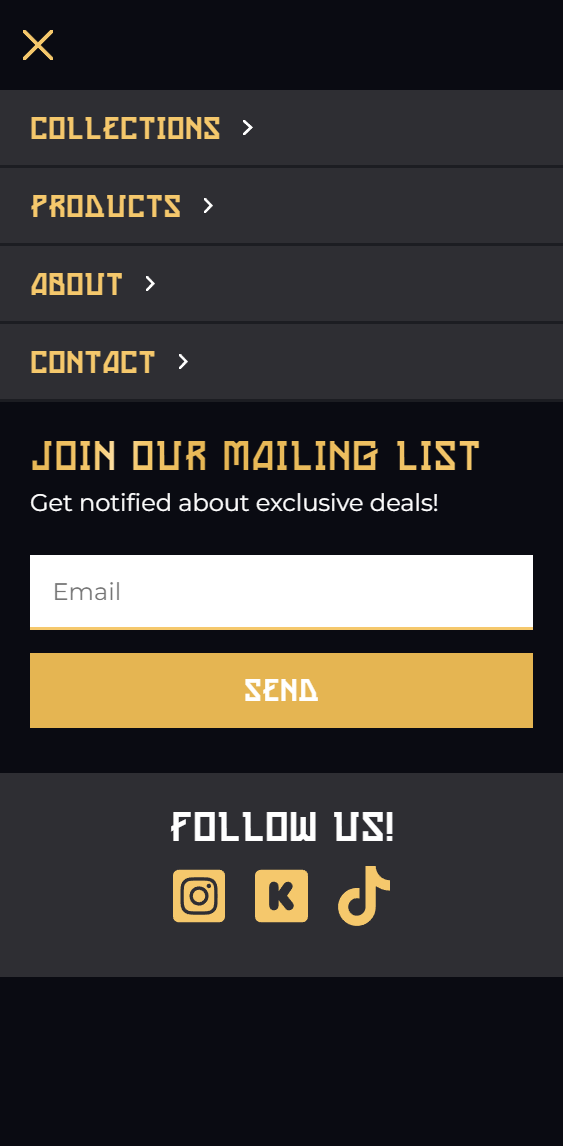 COLLECTIONS
PRODUCTS
ABOUT
CONTACT
JOIN OUR MAILING LIST
Get notified about exclusive deals!
Email
SEND
FOLLOW US!
K